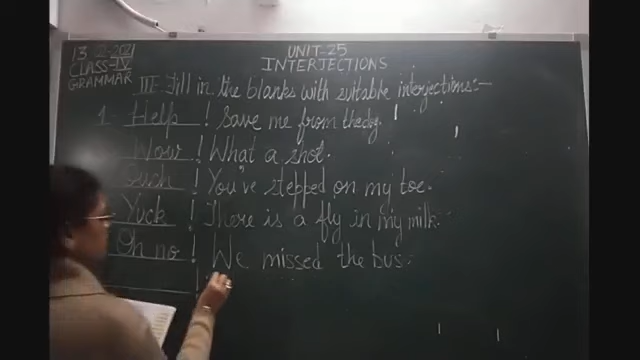 13 2-2021
UNIT-25
CLASS-IV
INTERJECTIONS
GRAMMAR
III Fill in the blanks with suitable interjections:-
1. Help ! Save me from the dog.
Wow ! What a shot.
Ouch ! You've stepped on my toe.
Yuck ! There is a fly in my milk.
Oh no ! We missed the bus.